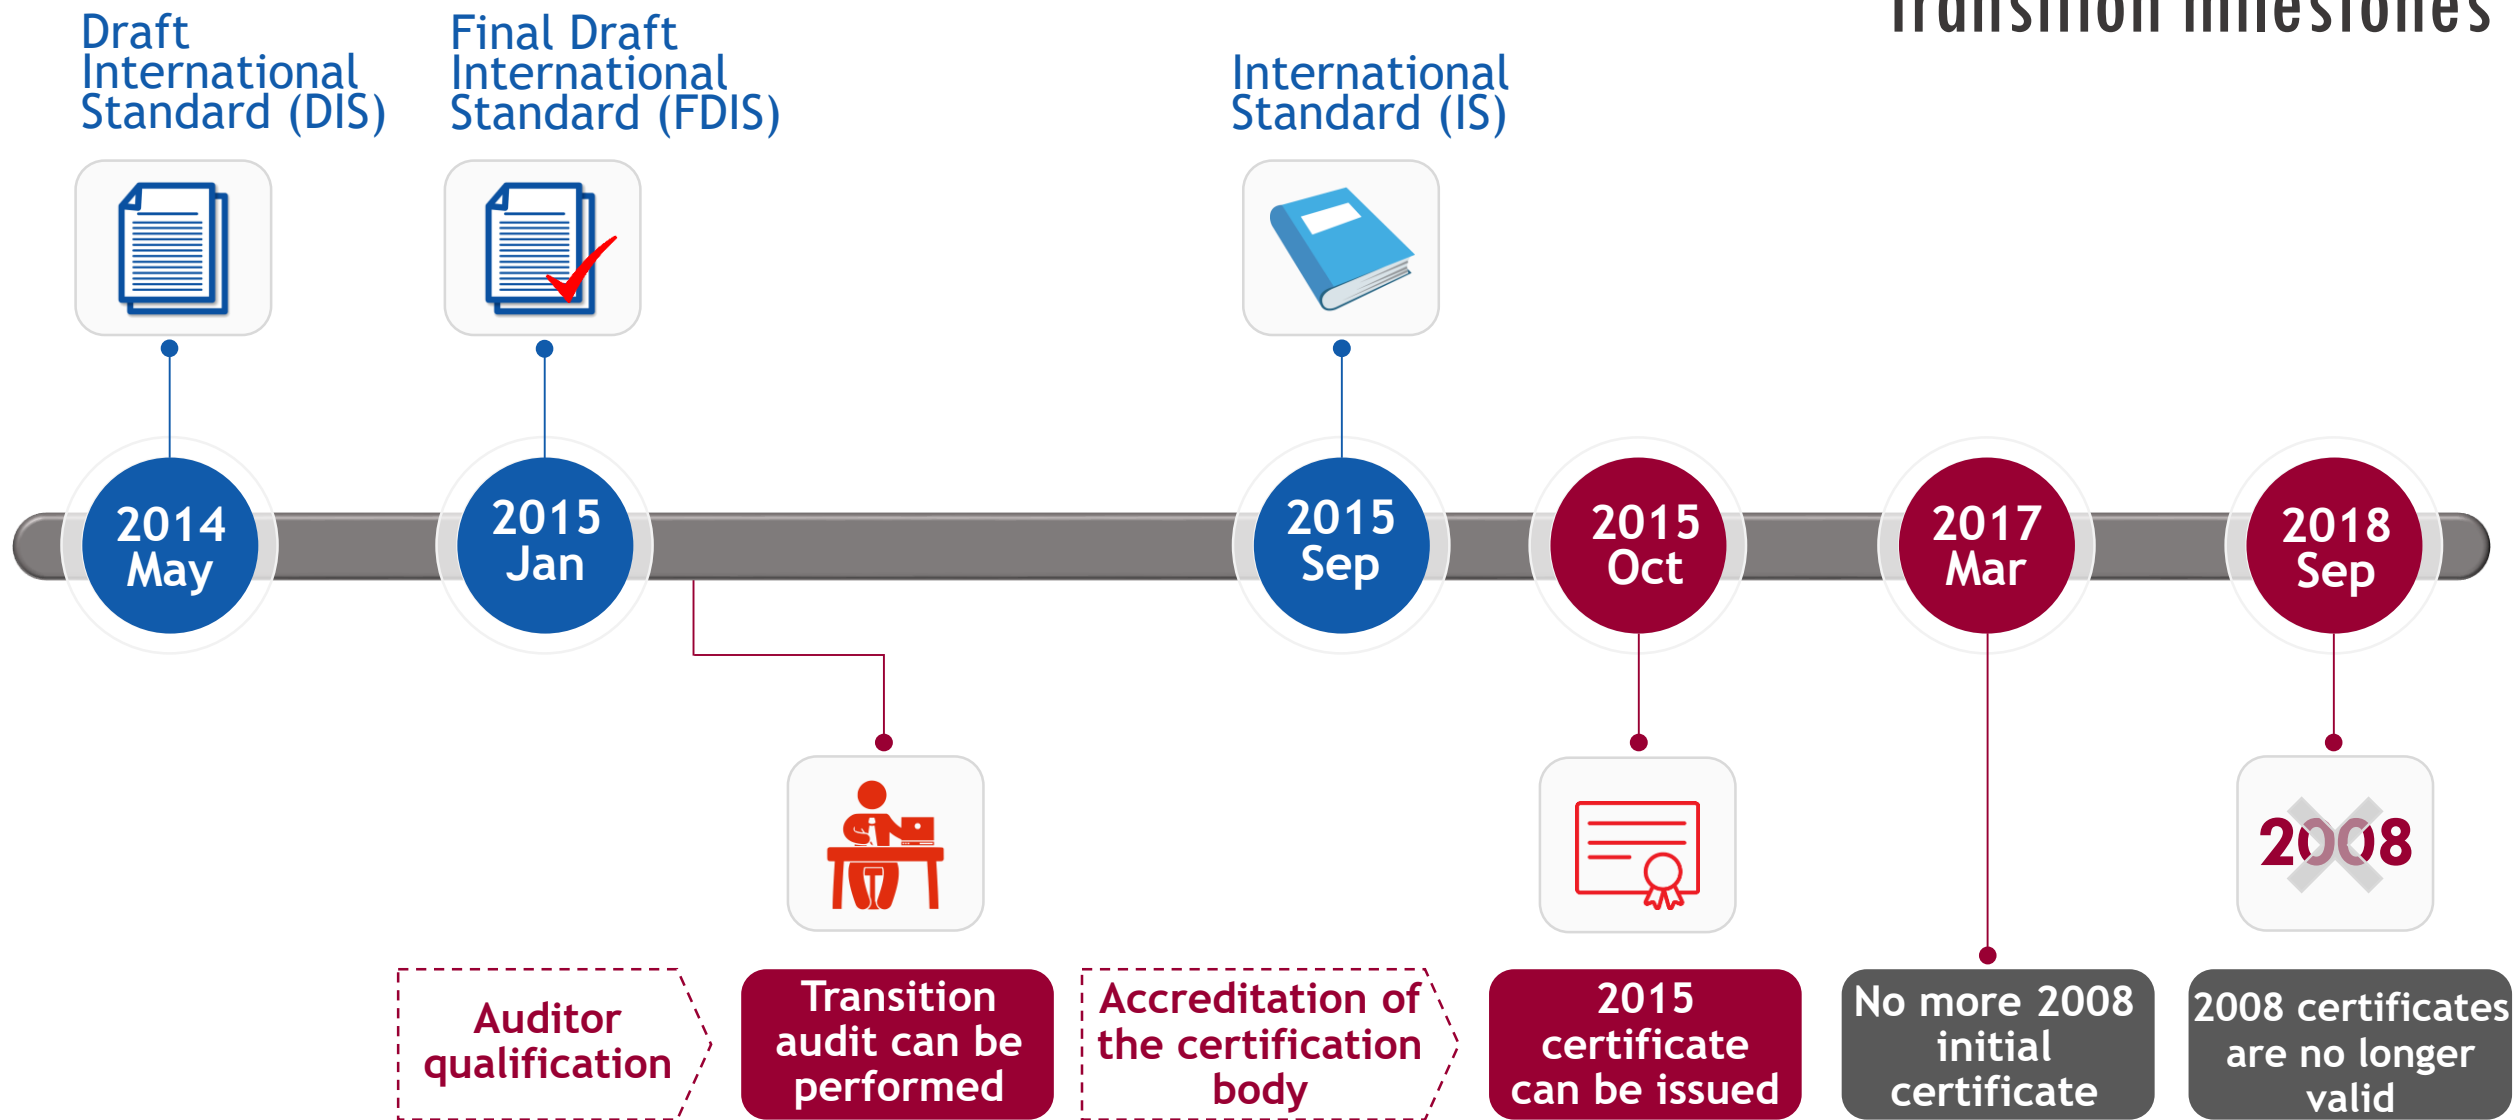 Transition milestones
Draft
International
Standard (DIS)
Final Draft
International
Standard (FDIS)
International
Standard (IS)
2014
May
2015
Jan
2015
Sep
2015
Oct
2017
Mar
2018
Sep
2008
Auditor
qualification
Transition
audit can be
performed
Accreditation of
the certification
body
2015
certificate
can be issued
No more 2008
initial
certificate
2008 certificates
are no longer
valid